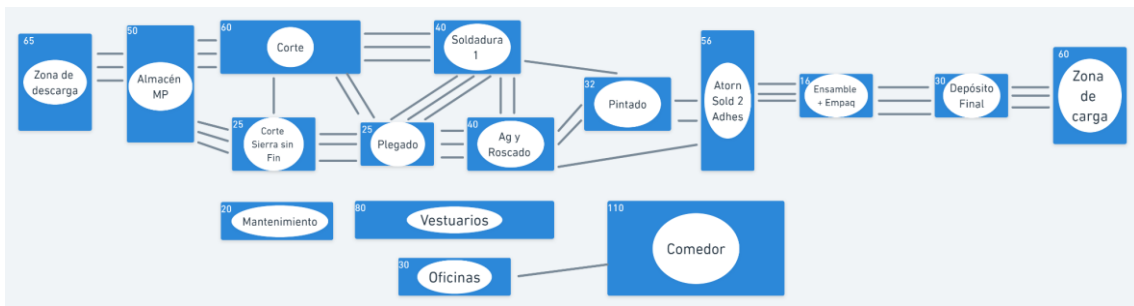 65
Zona de
descarga
50
Almacén
MP
60
Corte
40
Soldadura
1
25
Corte
Sierra sin
Fin
25
Plegado
40
Ag y
Roscado
32
Pintado
56
Atorn
Sold 2
Adhes
16
Ensamble
+ Empaq
30
Depósito
Final
60
Zona
de
carga
20
Mantenimiento
80
Vestuarios
30
Oficinas
110
Comedor